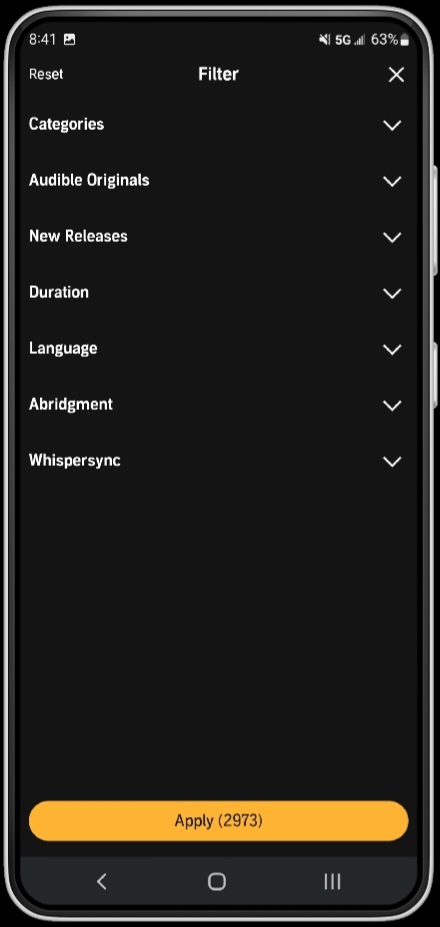 8:41 5G 63%
Reset Filter
Categories
Audible Originals
New Releases
Duration
Language
Abridgment
Whispersync
Apply (2973)